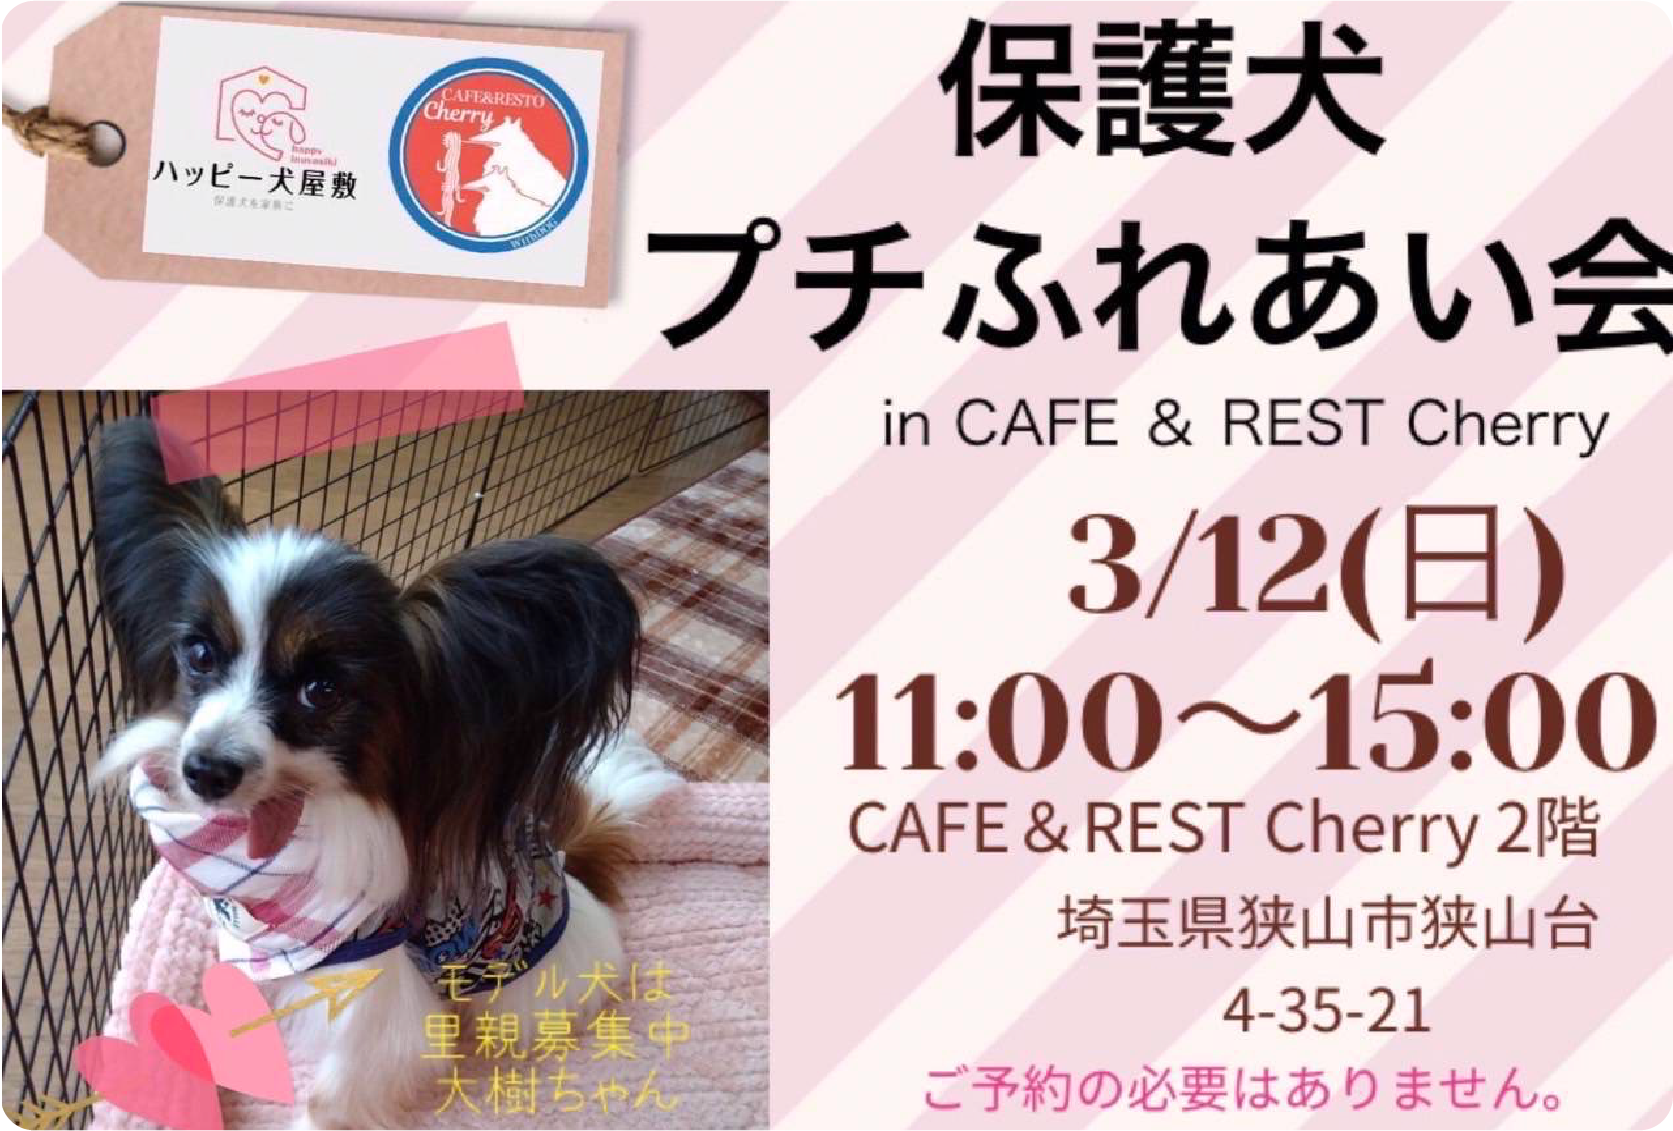 happy
inuyasiki
ハッピー犬屋敷
保護犬を家族に
CAFE&RESTO
Cherry
WithDOG
保護犬
プチふれあい会
in CAFE & REST Cherry
3/12(日)
11:00〜15:00
CAFE&REST Cherry 2階
埼玉県狭山市狭山台
4-35-21
ご予約の必要はありません。
モデル犬は
里親募集中
大樹ちゃん